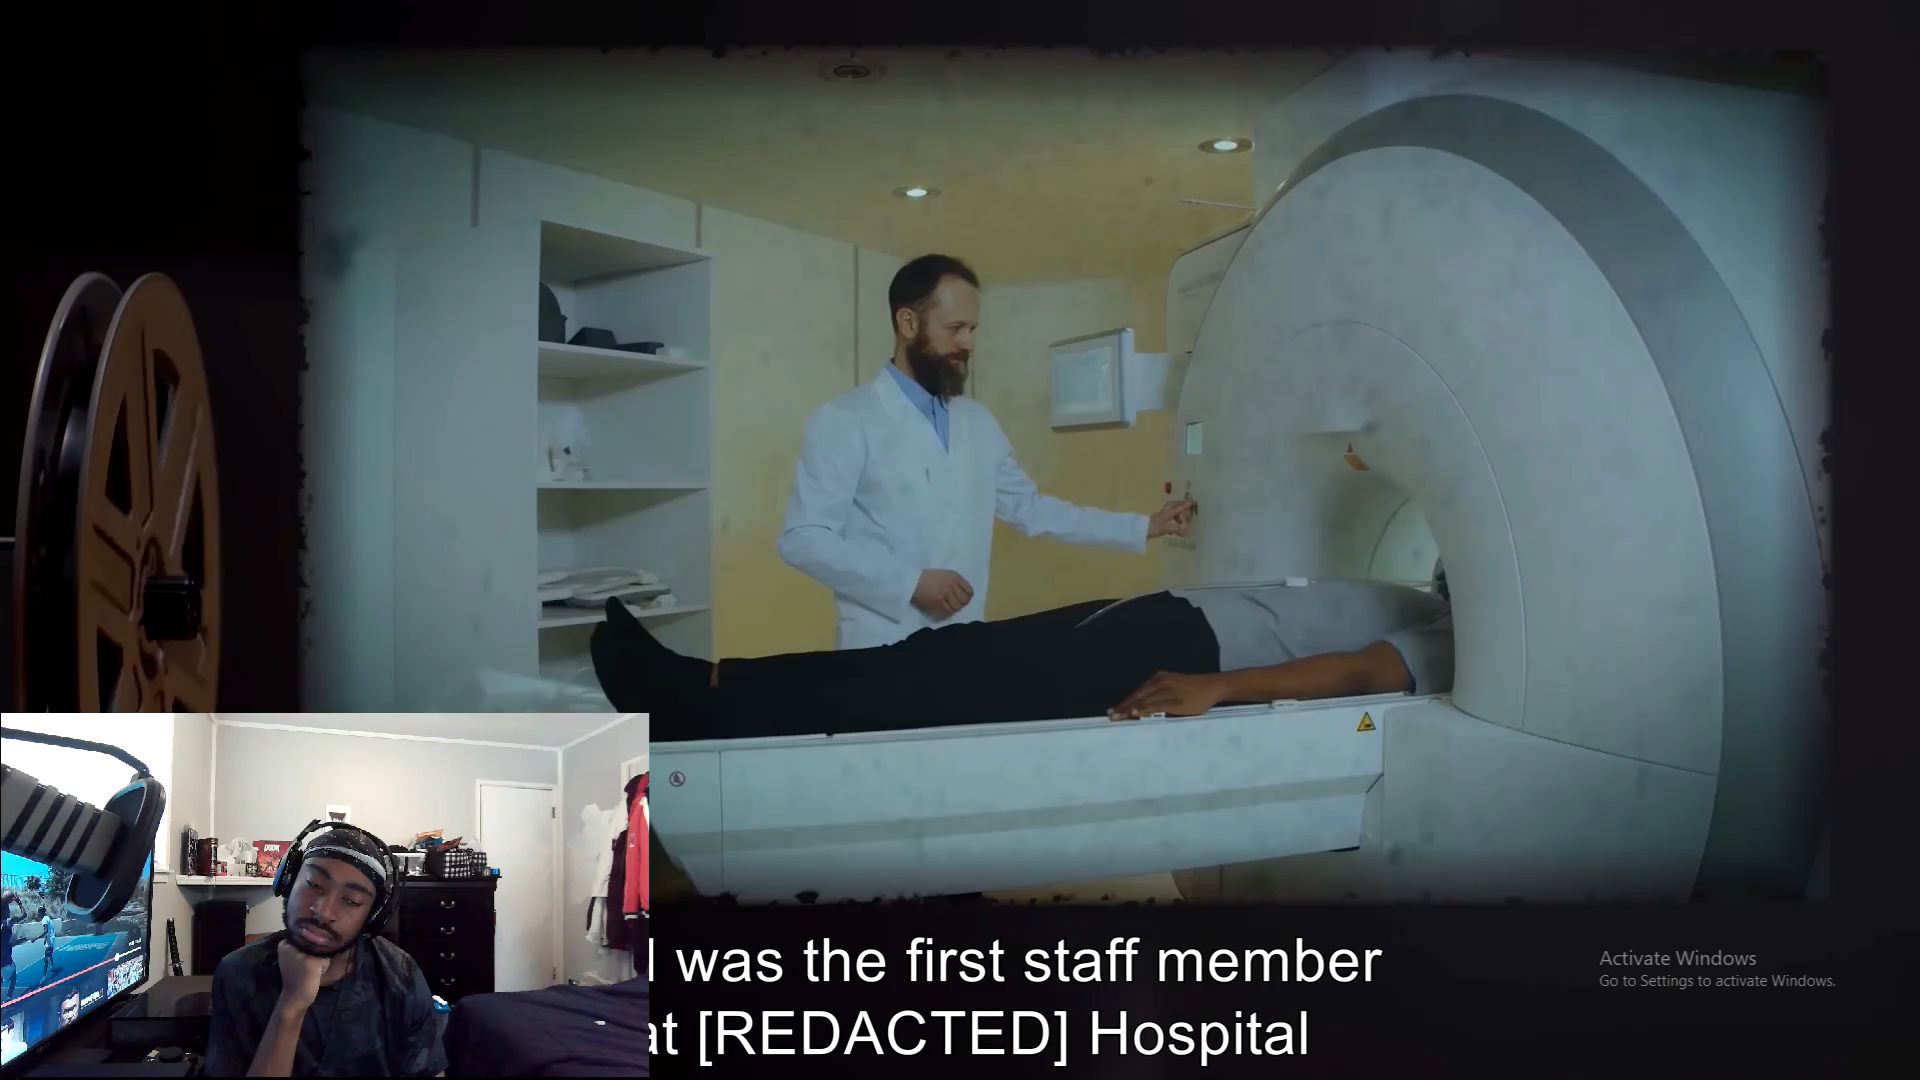 was the first staff member
at [REDACTED] Hospital
Activate Windows
Go to Settings to activate Windows.